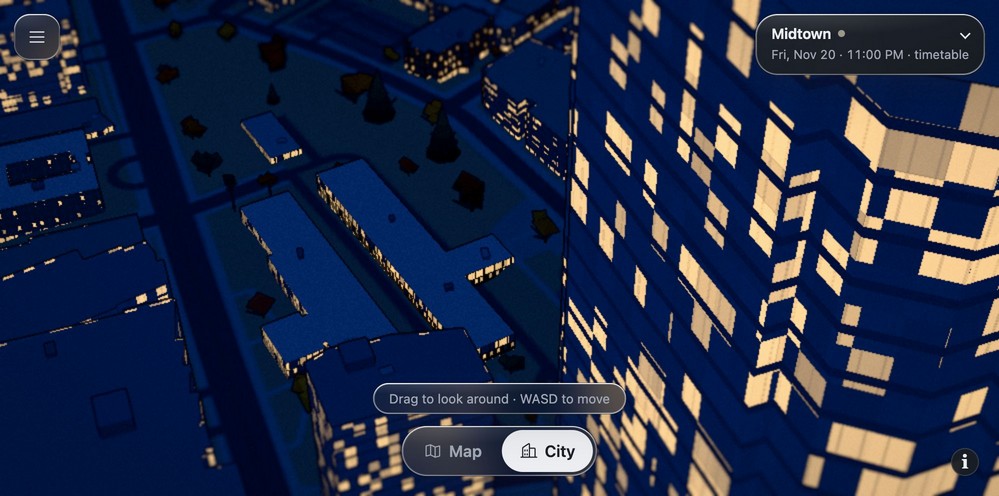 Midtown
Fri, Nov 20 · 11:00 PM · timetable
Drag to look around · WASD to move
Map
City
i